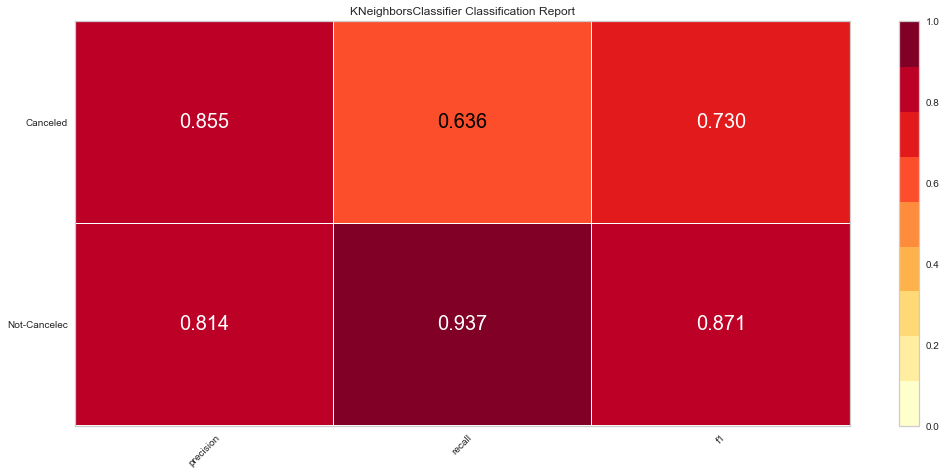 KNeighborsClassifier Classification Report
Canceled 0.855 0.636 0.730
Not-Cancelec 0.814 0.937 0.871
precision recall f1
1.0
0.8
0.6
0.4
0.2
0.0